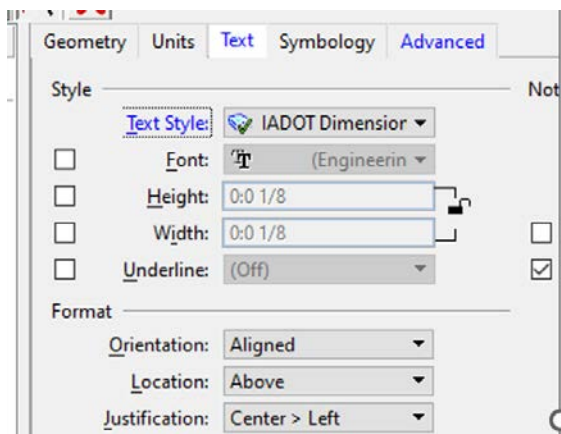 Geometry Units Text Symbology Advanced
Style Not
Text Style: IADOT Dimension
Font: (Engineerin
Height: 0:0 1/8
Width: 0:0 1/8
Underline: (Off)
Format
Orientation: Aligned
Location: Above
Justification: Center > Left